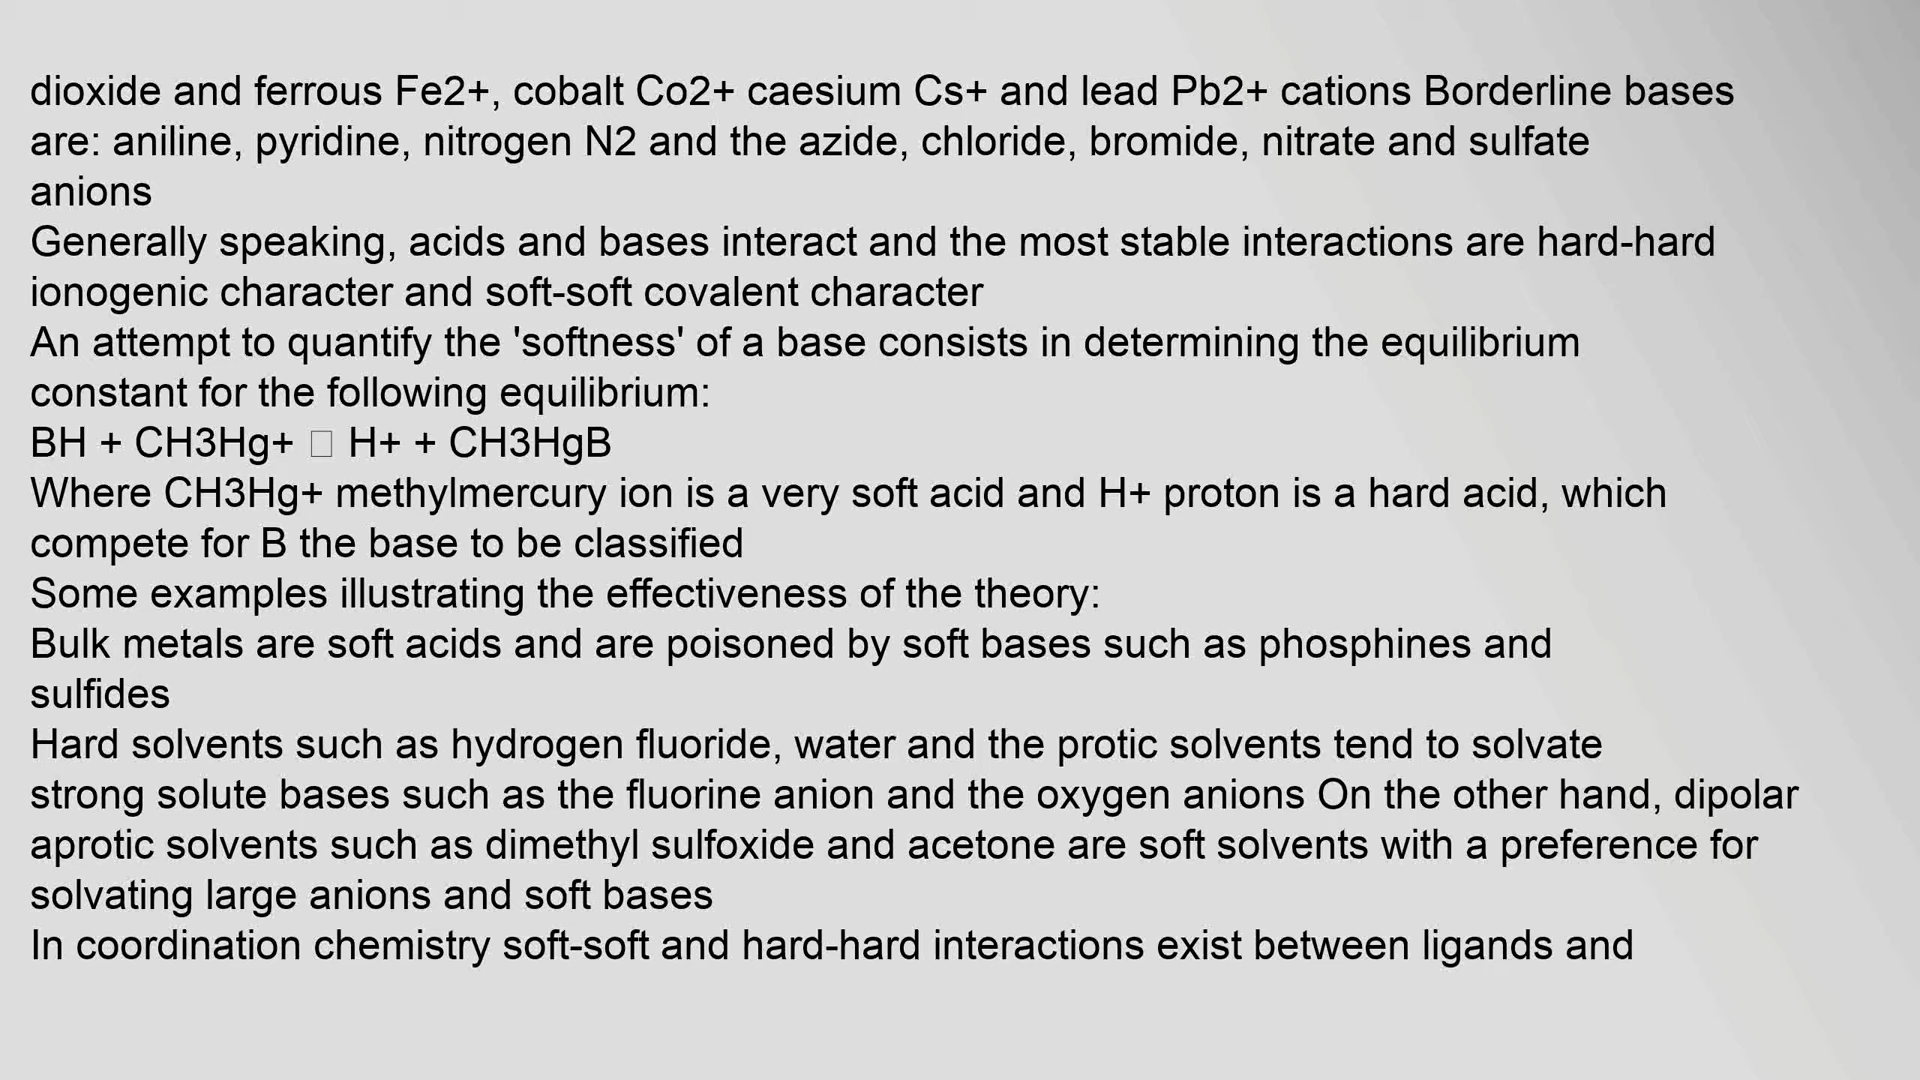 dioxide and ferrous Fe2+, cobalt Co2+ caesium Cs+ and lead Pb2+ cations Borderline bases
are: aniline, pyridine, nitrogen N2 and the azide, chloride, bromide, nitrate and sulfate
anions
Generally speaking, acids and bases interact and the most stable interactions are hard-hard
ionogenic character and soft-soft covalent character
An attempt to quantify the 'softness' of a base consists in determining the equilibrium
constant for the following equilibrium:
BH + CH3Hg+ □ H+ + CH3HgB
Where CH3Hg+ methylmercury ion is a very soft acid and H+ proton is a hard acid, which
compete for B the base to be classified
Some examples illustrating the effectiveness of the theory:
Bulk metals are soft acids and are poisoned by soft bases such as phosphines and
sulfides
Hard solvents such as hydrogen fluoride, water and the protic solvents tend to solvate
strong solute bases such as the fluorine anion and the oxygen anions On the other hand, dipolar
aprotic solvents such as dimethyl sulfoxide and acetone are soft solvents with a preference for
solvating large anions and soft bases
In coordination chemistry soft-soft and hard-hard interactions exist between ligands and